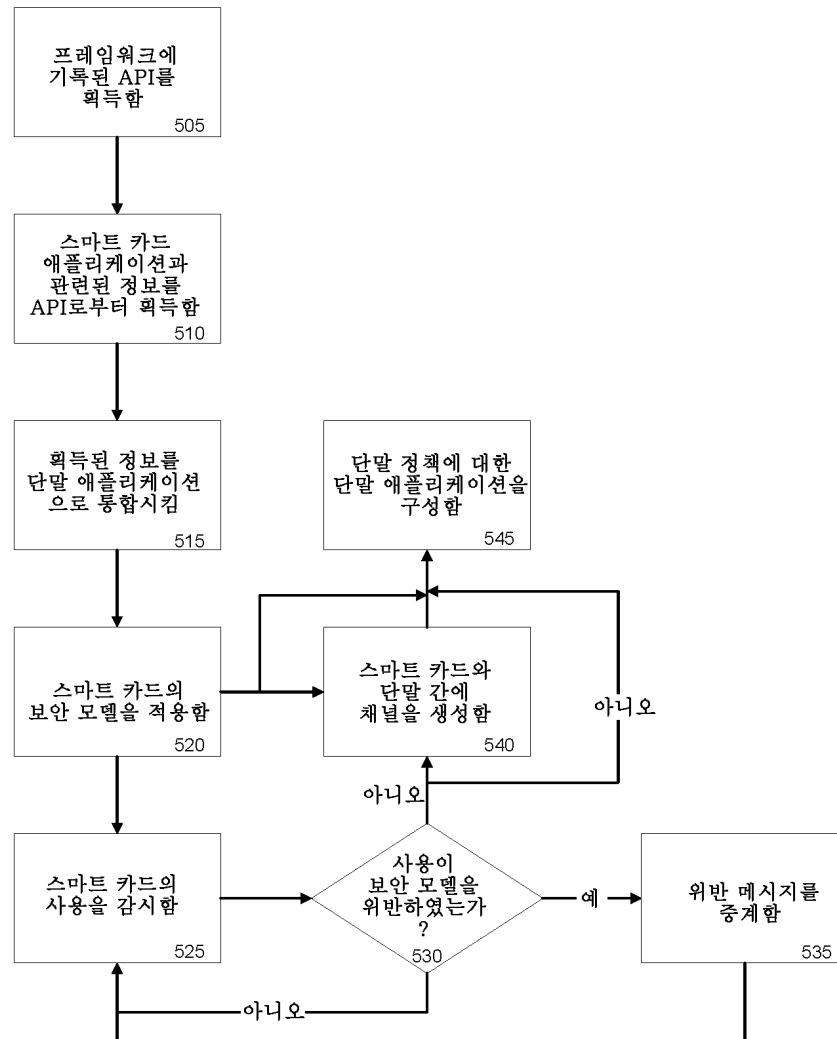 프레임워크에
기록된 API를
획득함
505
스마트 카드
애플리케이션과
관련된 정보를
API로부터 획득함
510
획득된 정보를
단말 애플리케이션
으로 통합시킴
515
단말 정책에 대한
단말 애플리케이션을
구성함
545
스마트 카드의
보안 모델을 적용함
520
스마트 카드와
단말 간에
채널을 생성함
540
아니오
아니오
스마트 카드의
사용을 감시함
525
사용이
보안 모델을
위반하였는가
?
530
예
위반 메시지를
중계함
535
아니오